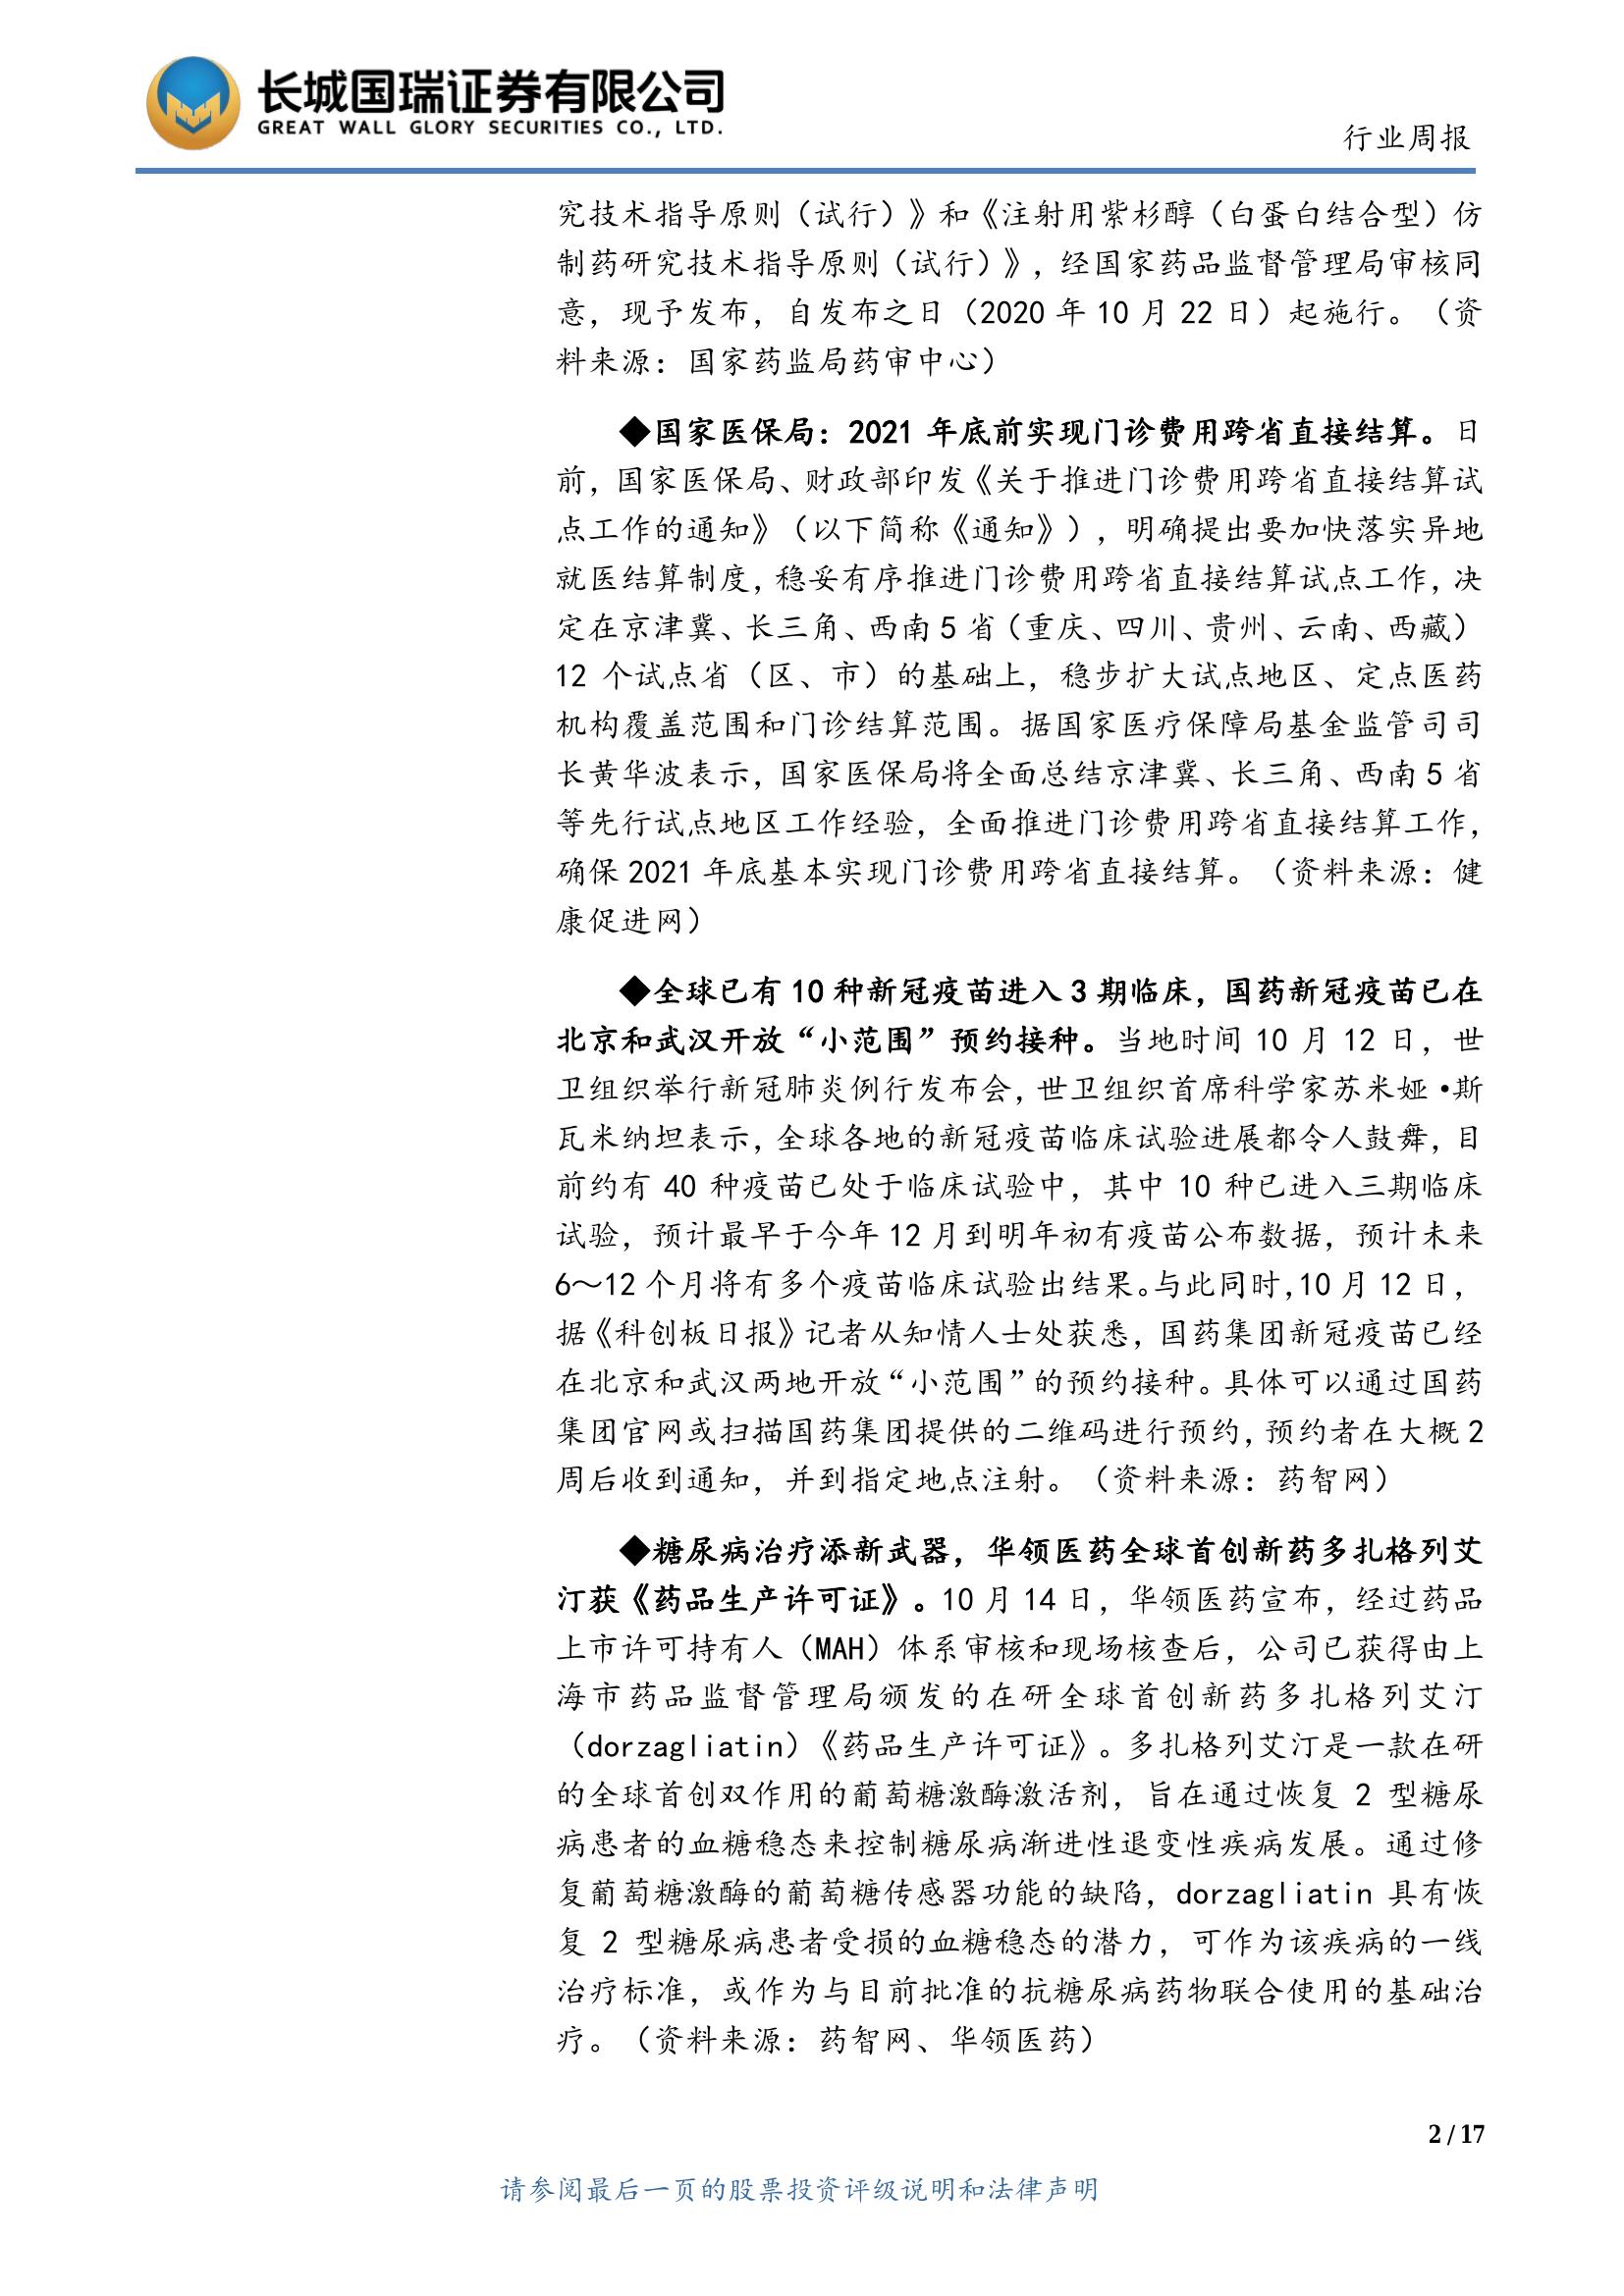 长城国瑞证券有限公司
GREAT WALL GLORY SECURITIES CO., LTD.
行业周报
究技术指导原则（试行）》和《注射用紫杉醇（白蛋白结合型）仿
制药研究技术指导原则（试行）》，经国家药品监督管理局审核同
意，现予发布，自发布之日（2020 年 10 月 22 日）起施行。（资
料来源：国家药监局药审中心）
◆国家医保局：2021 年底前实现门诊费用跨省直接结算。日
前，国家医保局、财政部印发《关于推进门诊费用跨省直接结算试
点工作的通知》（以下简称《通知》），明确提出要加快落实异地
就医结算制度，稳妥有序推进门诊费用跨省直接结算试点工作，决
定在京津冀、长三角、西南 5 省（重庆、四川、贵州、云南、西藏）
12 个试点省（区、市）的基础上，稳步扩大试点地区、定点医药
机构覆盖范围和门诊结算范围。据国家医疗保障局基金监管司司
长黄华波表示，国家医保局将全面总结京津冀、长三角、西南 5 省
等先行试点地区工作经验，全面推进门诊费用跨省直接结算工作，
确保 2021 年底基本实现门诊费用跨省直接结算。（资料来源：健
康促进网）
◆全球已有 10 种新冠疫苗进入 3 期临床，国药新冠疫苗已在
北京和武汉开放“小范围”预约接种。当地时间 10 月 12 日，世
卫组织举行新冠肺炎例行发布会，世卫组织首席科学家苏米娅•斯
瓦米纳坦表示，全球各地的新冠疫苗临床试验进展都令人鼓舞，目
前约有 40 种疫苗已处于临床试验中，其中 10 种已进入三期临床
试验，预计最早于今年 12 月到明年初有疫苗公布数据，预计未来
6～12 个月将有多个疫苗临床试验出结果。与此同时，10 月 12 日，
据《科创板日报》记者从知情人士处获悉，国药集团新冠疫苗已经
在北京和武汉两地开放“小范围”的预约接种。具体可以通过国药
集团官网或扫描国药集团提供的二维码进行预约，预约者在大概 2
周后收到通知，并到指定地点注射。（资料来源：药智网）
◆糖尿病治疗添新武器，华领医药全球首创新药多扎格列艾
汀获《药品生产许可证》。10 月 14 日，华领医药宣布，经过药品
上市许可持有人（MAH）体系审核和现场核查后，公司已获得由上
海市药品监督管理局颁发的在研全球首创新药多扎格列艾汀
（dorzagliatin）《药品生产许可证》。多扎格列艾汀是一款在研
的全球首创双作用的葡萄糖激酶激活剂，旨在通过恢复 2 型糖尿
病患者的血糖稳态来控制糖尿病渐进性退变性疾病发展。通过修
复葡萄糖激酶的葡萄糖传感器功能的缺陷，dorzagliatin 具有恢
复 2 型糖尿病患者受损的血糖稳态的潜力，可作为该疾病的一线
治疗标准，或作为与目前批准的抗糖尿病药物联合使用的基础治
疗。（资料来源：药智网、华领医药）
2 / 17
请参阅最后一页的股票投资评级说明和法律声明